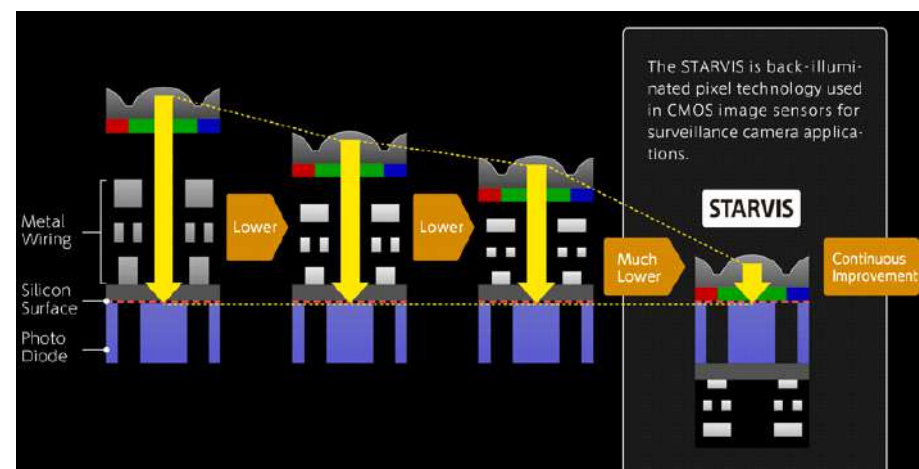 The STARVIS is back-illumi-
nated pixel technology used
in CMOS image sensors for
surveillance camera applica-
tions.
STARVIS
Metal
Wiring
Lower
Lower
Much
Lower
Continuous
Improvement
Silicon
Surface
Photo
Diode